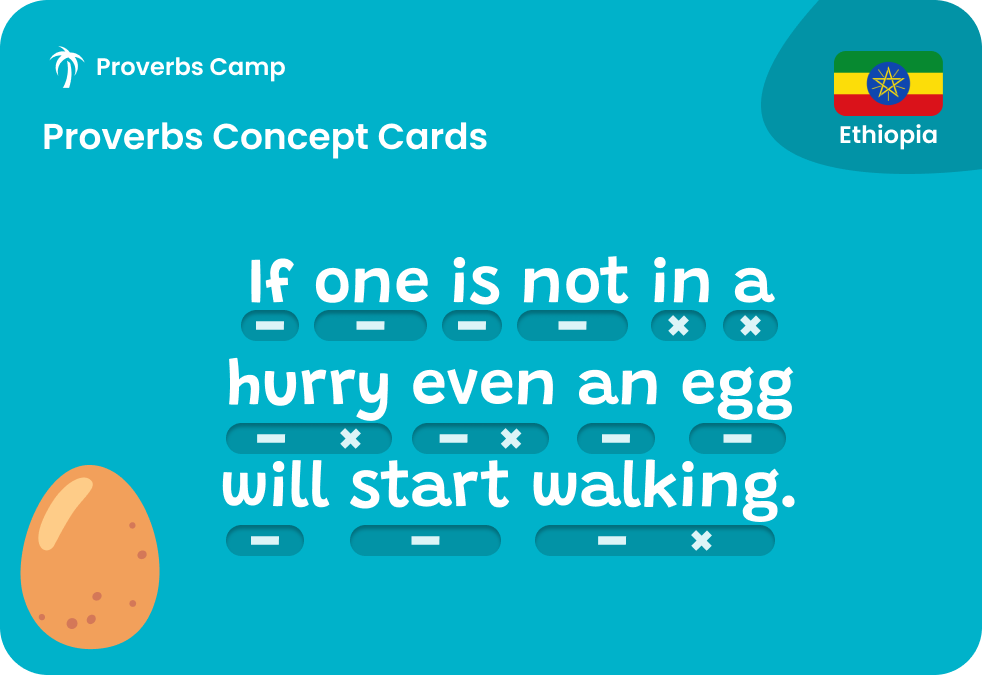 Proverbs Camp
Proverbs Concept Cards
Ethiopia
If one is not in a
hurry even an egg
will start walking.